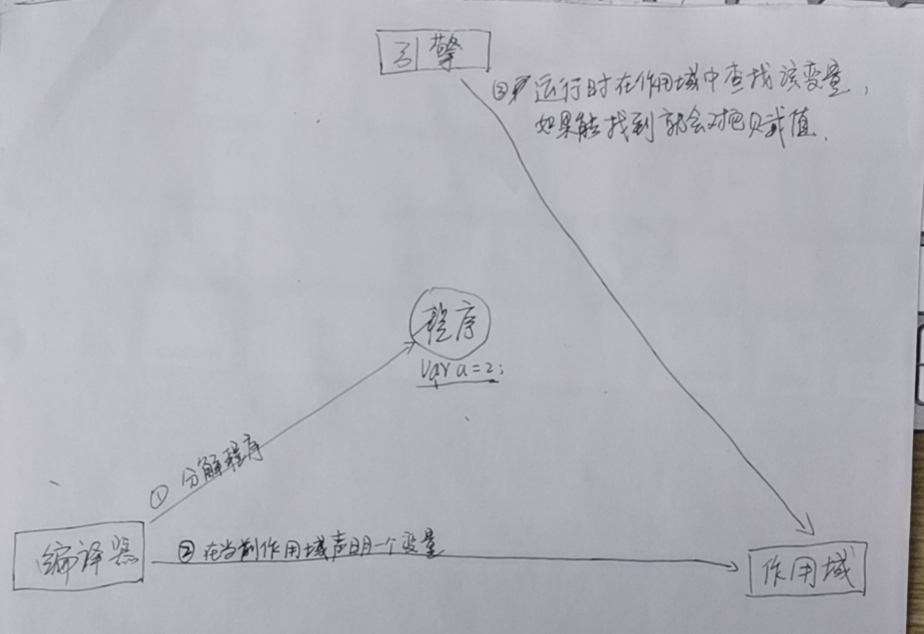 引擎
③ 运行时在作用域中查找该变量，
如果能找到就会对它赋值.
程序
var a=2;
① 分解程序
编译器
② 在当前作用域声明一个变量
作用域